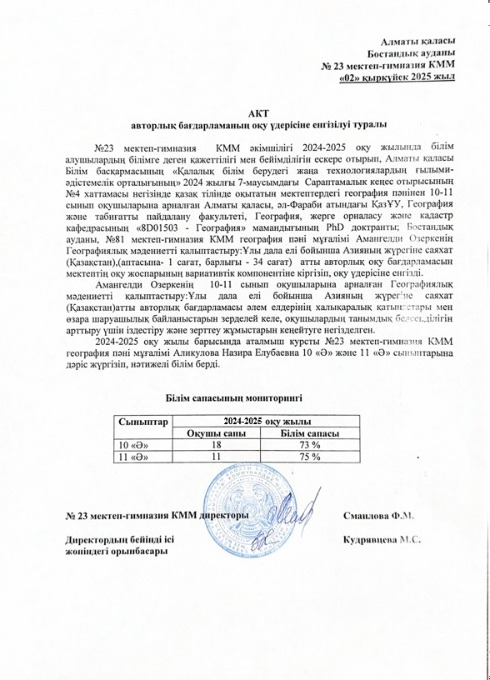 Алматы қаласы
Бостандық ауданы
№ 23 мектеп-гимназия КММ
«02» қыркүйек 2025 жыл
АКТ
авторлық бағдарламаның оқу үдерісіне енгізілуі туралы
№23 мектеп-гимназия КММ әкімшілігі 2024-2025 оқу жылында білім
алушылардың білімге деген қажеттілігі мен бейімділігін ескере отырып, Алматы қаласы
Білім басқармасының «Қалалық білім берудегі жаңа технологиялардың ғылыми-
әдістемелік орталығының» 2024 жылғы 7-маусымдағы Сараптамалық кеңес отырысының
№4 хаттамасы негізінде қазақ тілінде оқытатын мектептердегі география пәнінен 10-11
сынып оқушыларына арналған Алматы қаласы, әл-Фараби атындағы ҚазҰУ, География
және табиғатты пайдалану факультеті, География, жерге орналасу және кадастр
кафедрасының «8D01503 - География» мамандығының PhD докторанты; Бостандық
ауданы, №81 мектеп-гимназия КММ география пәні мұғалімі Амангелди Озеркенің
Географиялық мәдениетті қалыптастыру:Ұлы дала елі бойынша Азияның жүрегіне саяхат
(Қазақстан),(аптасына- 1 сағат, барлығы - 34 сағат) атты авторлық оқу бағдарламасын
мектептің оқу жоспарының вариативтік компонентіне кіргізіп, оқу үдерісіне енгізді.
Амангелди Озеркенің 10-11 сынып оқушыларына арналған Географиялық
мәдениетті қалыптастыру:Ұлы дала елі бойынша Азияның жүрегіне саяхат
(Қазақстан)атты авторлық бағдарламасы әлем елдерінің халықаралық қатынастары мен
өзара шаруашылық байланыстарын зерделей келе, оқушылардың танымдық белсенділігін
арттыру үшін іздестіру және зерттеу жұмыстарын кеңейтуге негізделген.
2024-2025 оқу жылы барысында аталмыш курсты №23 мектеп-гимназия КММ
география пәні мұғалімі Аликулова Назира Елубаевна 10 «Ә» және 11 «Ә» сыныптарына
дәріс жүргізіп, нәтижелі білім берді.
Білім сапасының мониторингі
Сыныптар 2024-2025 оқу жылы
Оқушы саны Білім сапасы
10 «Ә» 18 73 %
11 «Ә» 11 75 %
№ 23 мектеп-гимназия КММ директоры Смаилова Ф.М.
Директордың бейінді ісі Кудрявцева М.С.
жөніндегі орынбасары